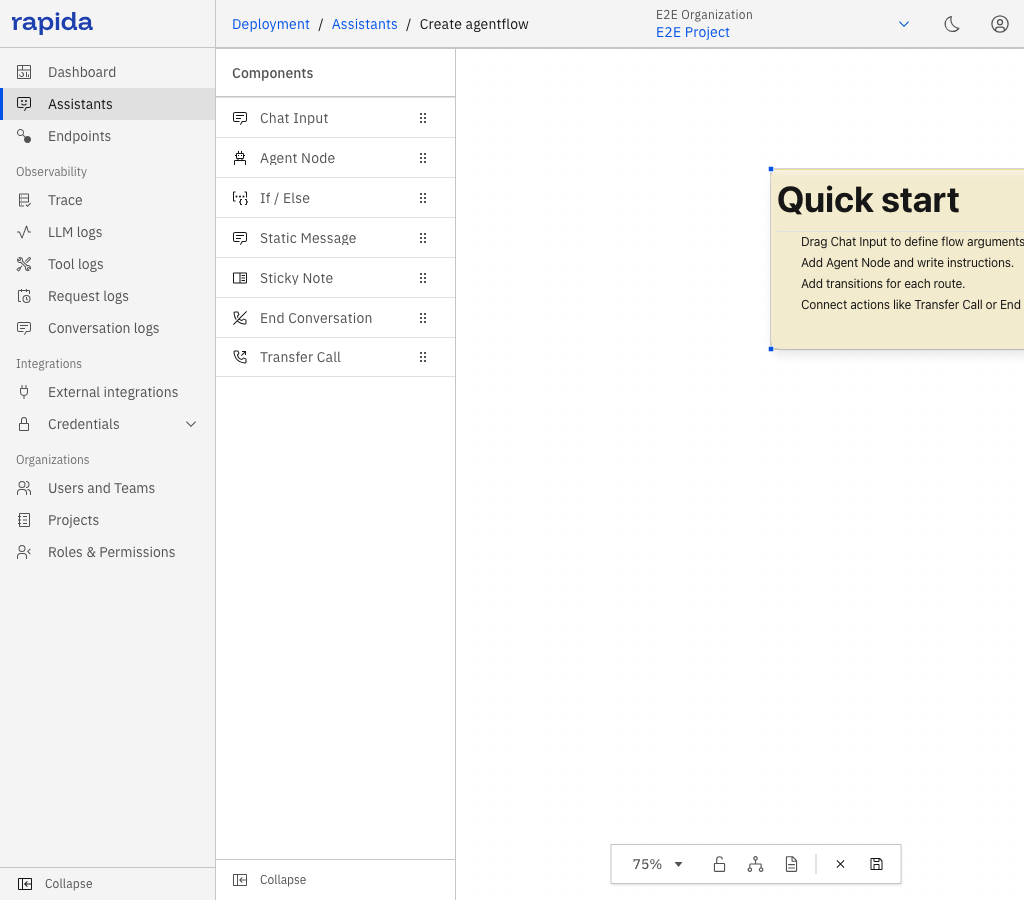 rapida
Deployment / Assistants / Create agentflow
E2E Organization
E2E Project
Dashboard
Assistants
Endpoints
Observability
Trace
LLM logs
Tool logs
Request logs
Conversation logs
Integrations
External integrations
Credentials
Organizations
Users and Teams
Projects
Roles & Permissions
Collapse
Components
Chat Input
Agent Node
If / Else
Static Message
Sticky Note
End Conversation
Transfer Call
Collapse
Quick start
Drag Chat Input to define flow arguments
Add Agent Node and write instructions.
Add transitions for each route.
Connect actions like Transfer Call or End
75%